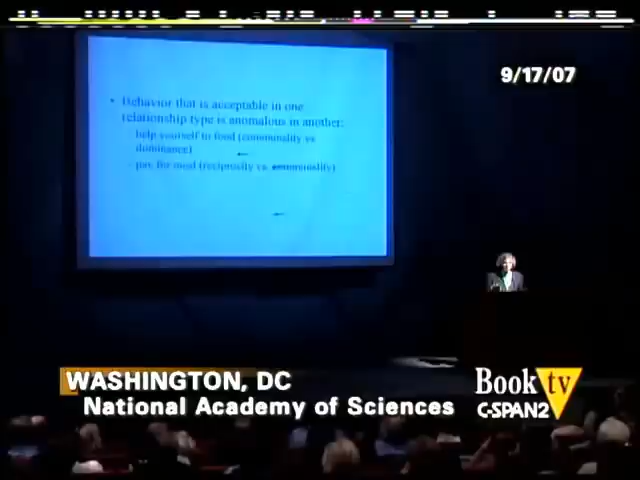 9/17/07
• Behavior that is acceptable in one
relationship type is anomalous in another:
– help yourself to food (communality vs
dominance)
– pay for meal (reciprocity vs. communality)
WASHINGTON, DC
National Academy of Sciences
Book tv
C-SPAN2